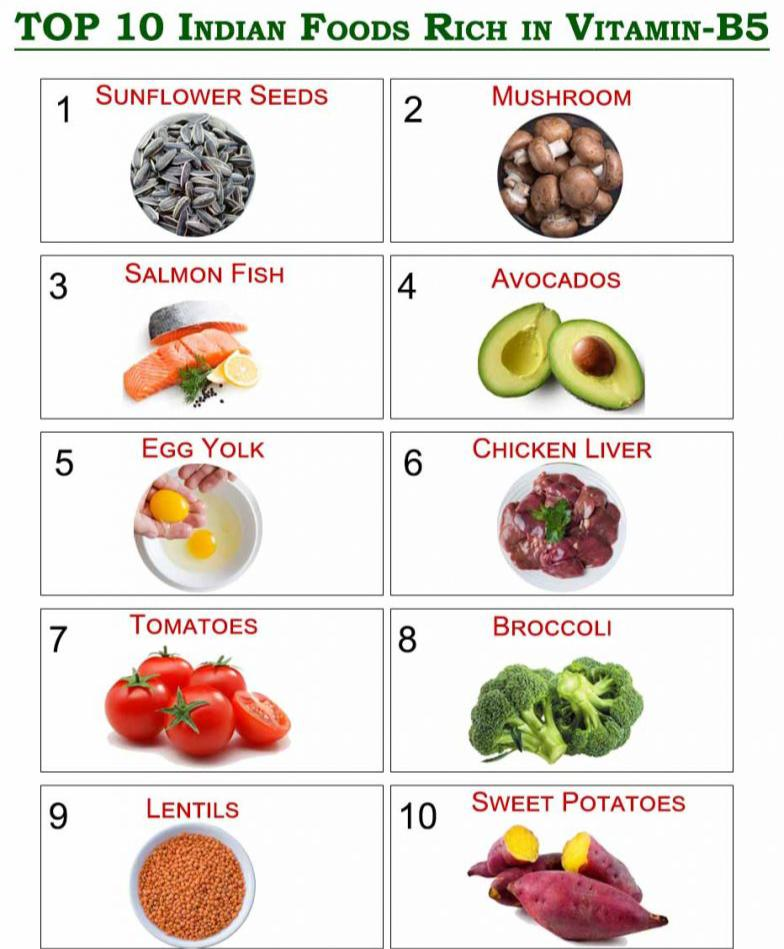 TOP 10 INDIAN FOODS RICH IN VITAMIN-B5
1 SUNFLOWER SEEDS
2 MUSHROOM
3 SALMON FISH
4 AVOCADOS
5 EGG YOLK
6 CHICKEN LIVER
7 TOMATOES
8 BROCCOLI
9 LENTILS
10 SWEET POTATOES